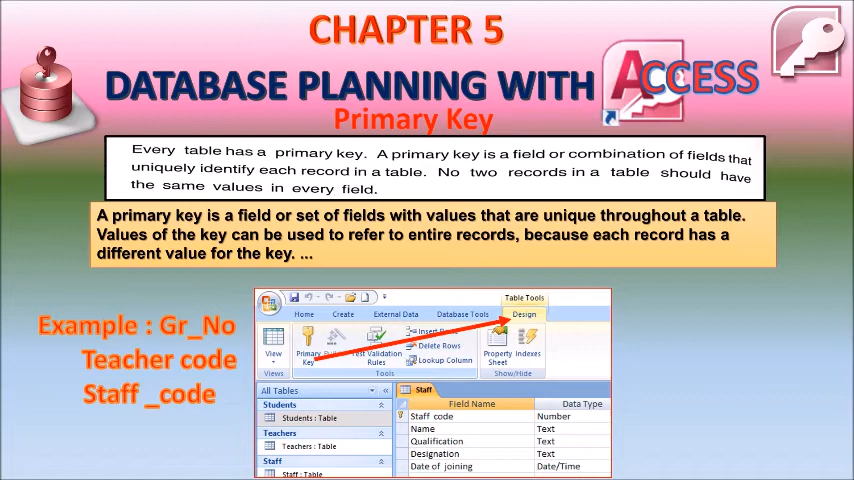 CHAPTER 5
DATABASE PLANNING WITH ACCESS
Primary Key
Every table has a primary key. A primary key is a field or combination of fields that
uniquely identify each record in a table. No two records in a table should have
the same values in every field.
A primary key is a field or set of fields with values that are unique throughout a table.
Values of the key can be used to refer to entire records, because each record has a
different value for the key. ...
Example : Gr_No
Teacher code
Staff _code
Table Tools
Home Create External Data Database Tools Design
View
Primary Key
Test Validation Rules
Insert
Delete Rows
Lookup Column
Property Sheet
Indexes
Views Tools Show/Hide
All Tables
Students
Students : Table
Teachers
Teachers : Table
Staff
Staff : Table
Staff
Field Name Data Type
Staff code Number
Name Text
Qualification Text
Designation Text
Date of joining Date/Time